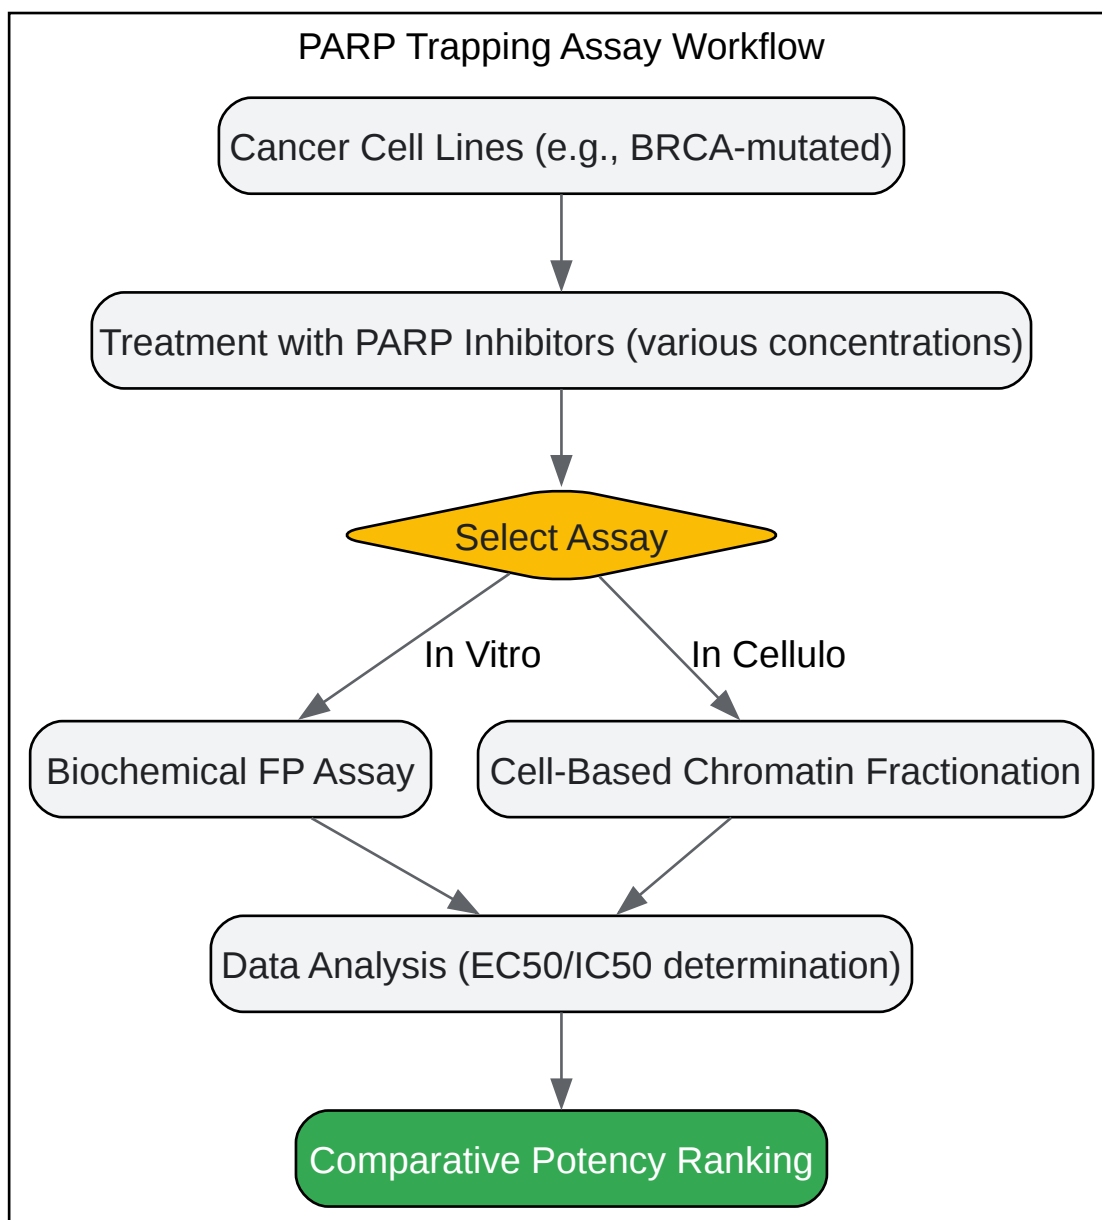 PARP Trapping Assay Workflow
Cancer Cell Lines (e.g., BRCA-mutated)
Treatment with PARP Inhibitors (various concentrations)
Select Assay
In Vitro
In Cellulo
Biochemical FP Assay
Cell-Based Chromatin Fractionation
Data Analysis (EC50/IC50 determination)
Comparative Potency Ranking